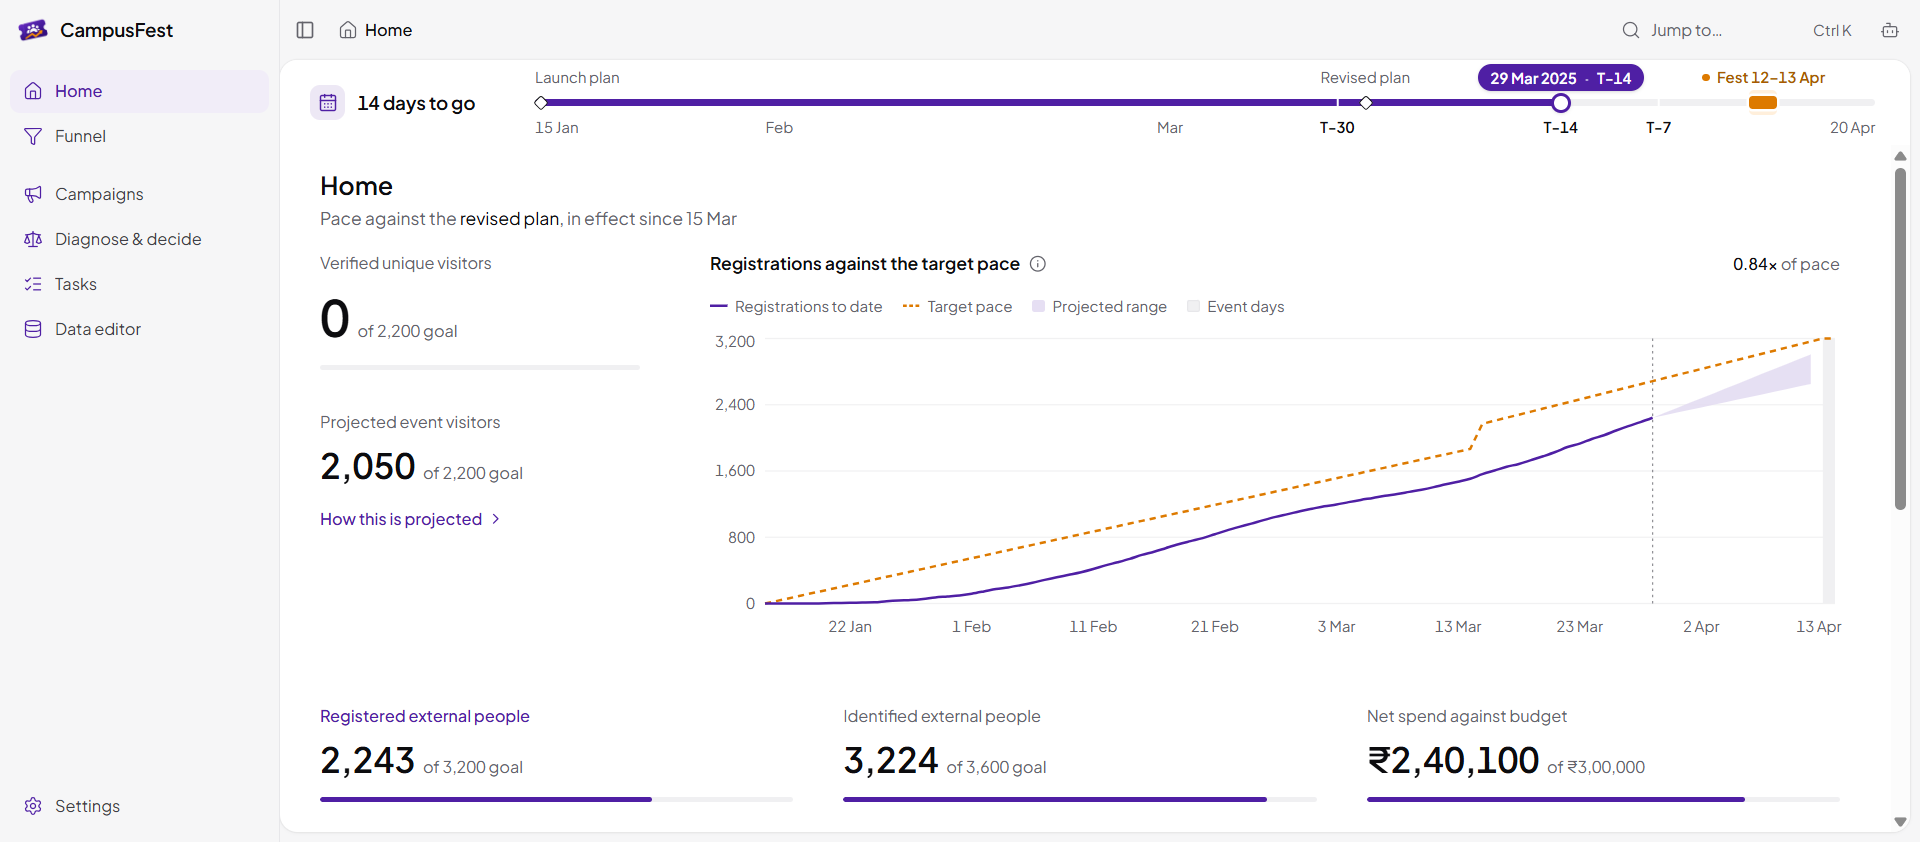 CampusFest
Home
Jump to...
Ctrl K
Home
Funnel
Campaigns
Diagnose & decide
Tasks
Data editor
Settings
14 days to go
Launch plan
Revised plan
29 Mar 2025 · T-14
Fest 12–13 Apr
15 Jan
Feb
Mar
T-30
T-14
T-7
20 Apr
Home
Pace against the revised plan, in effect since 15 Mar
Verified unique visitors
0 of 2,200 goal
Projected event visitors
2,050 of 2,200 goal
How this is projected
Registrations against the target pace
0.84× of pace
Registrations to date
Target pace
Projected range
Event days
3,200
2,400
1,600
800
0
22 Jan
1 Feb
11 Feb
21 Feb
3 Mar
13 Mar
23 Mar
2 Apr
13 Apr
Registered external people
2,243 of 3,200 goal
Identified external people
3,224 of 3,600 goal
Net spend against budget
₹2,40,100 of ₹3,00,000